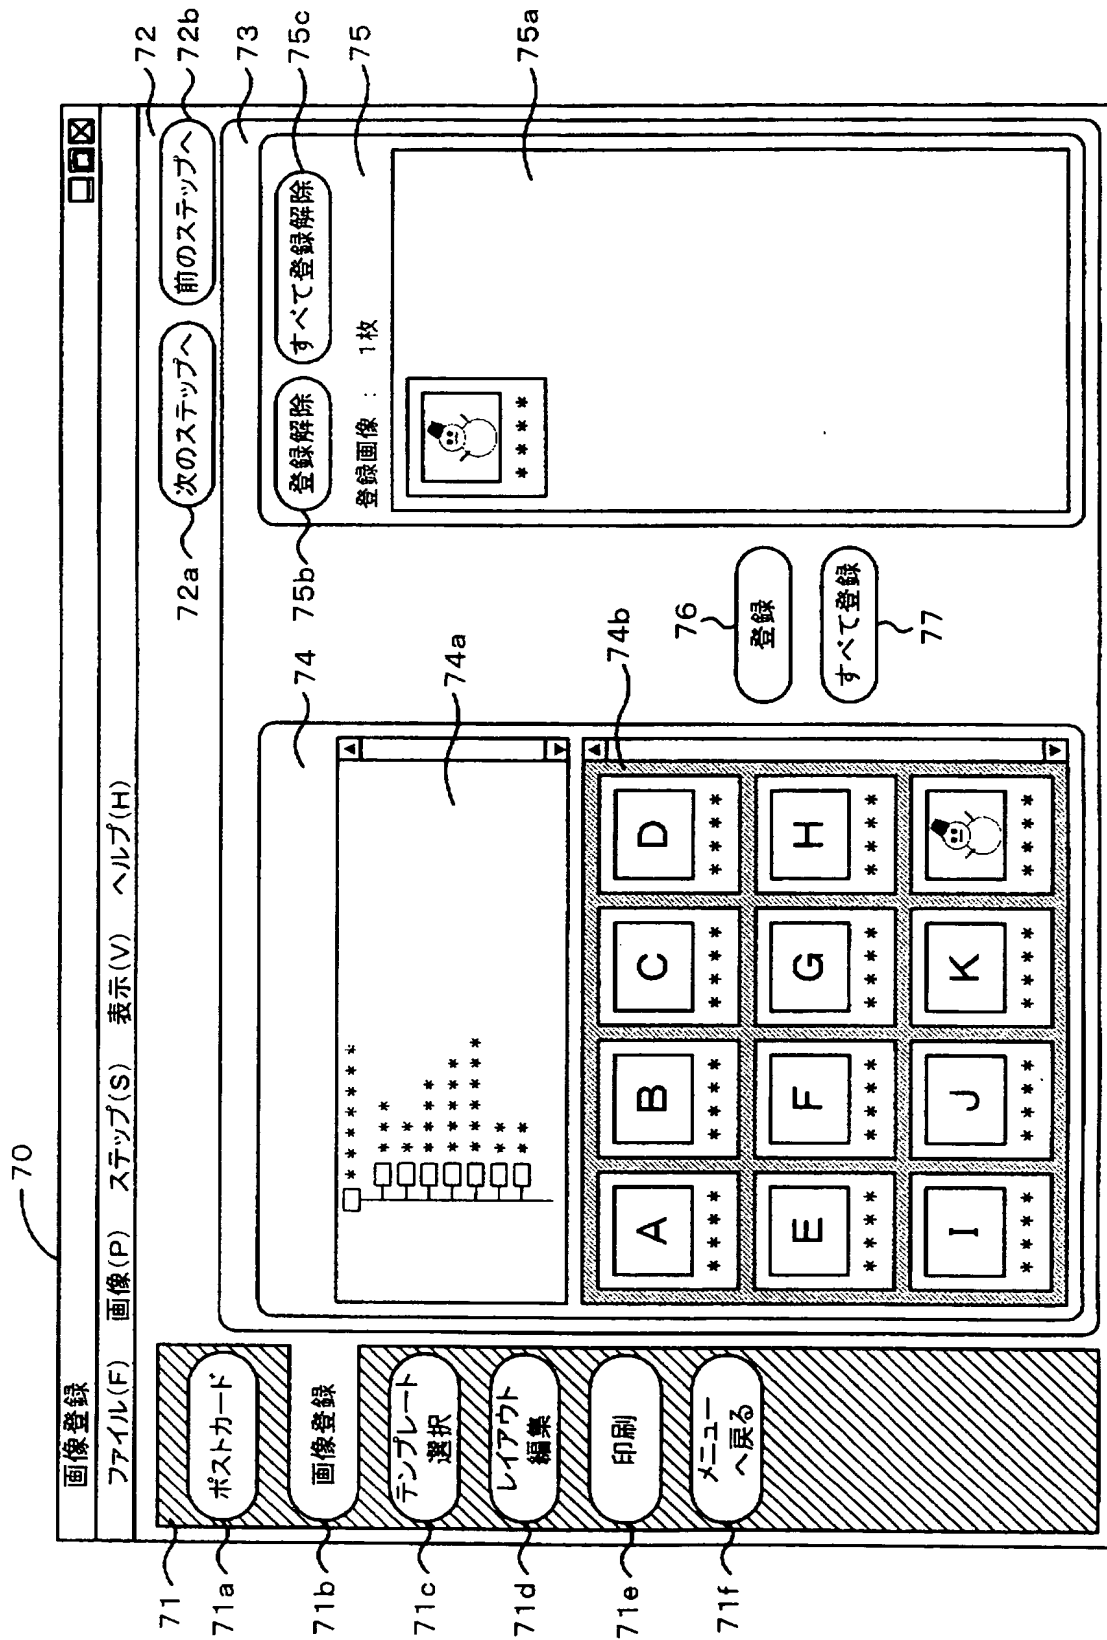 70
画像登録
ファイル(F) 画像(P) ステップ(S) 表示(V) ヘルプ(H)
71
71a
ポストカード
71b
画像登録
71c
テンプレート
選択
71d
レイアウト
編集
71e
印刷
71f
メニュー
へ戻る
72
72a
次のステップへ
前のステップへ
72b
73
74
74a
* * * * * * * *
* * *
* *
* * * *
* * * * *
* * * * * *
* *
* *
74b
A B C D
* * * * * * * * * * * * * * * *
E F G H
* * * * * * * * * * * * * * * *
I J K
* * * * * * * * * * * * * * * *
76
登録
すべて登録
77
75b
登録解除
すべて登録解除
75c
75
登録画像 : 1枚
75a
* * * *